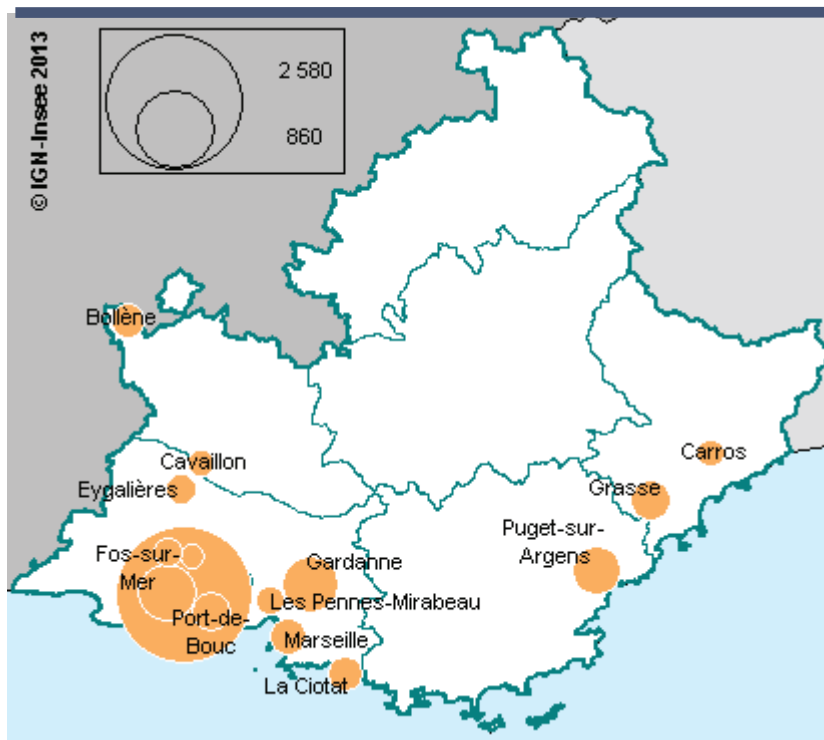 © IGN-Insee 2013
2 580
860
Bollène
Cavaillon
Eygalières
Carros
Grasse
Puget-sur-
Argens
Fos-sur-
Mer
Gardanne
Les Pennes-Mirabeau
Port-de-
Bouc
Marseille
La Ciotat